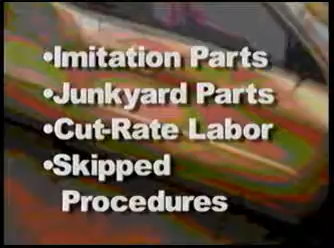 •Imitation Parts
•Junkyard Parts
•Cut-Rate Labor
•Skipped
Procedures